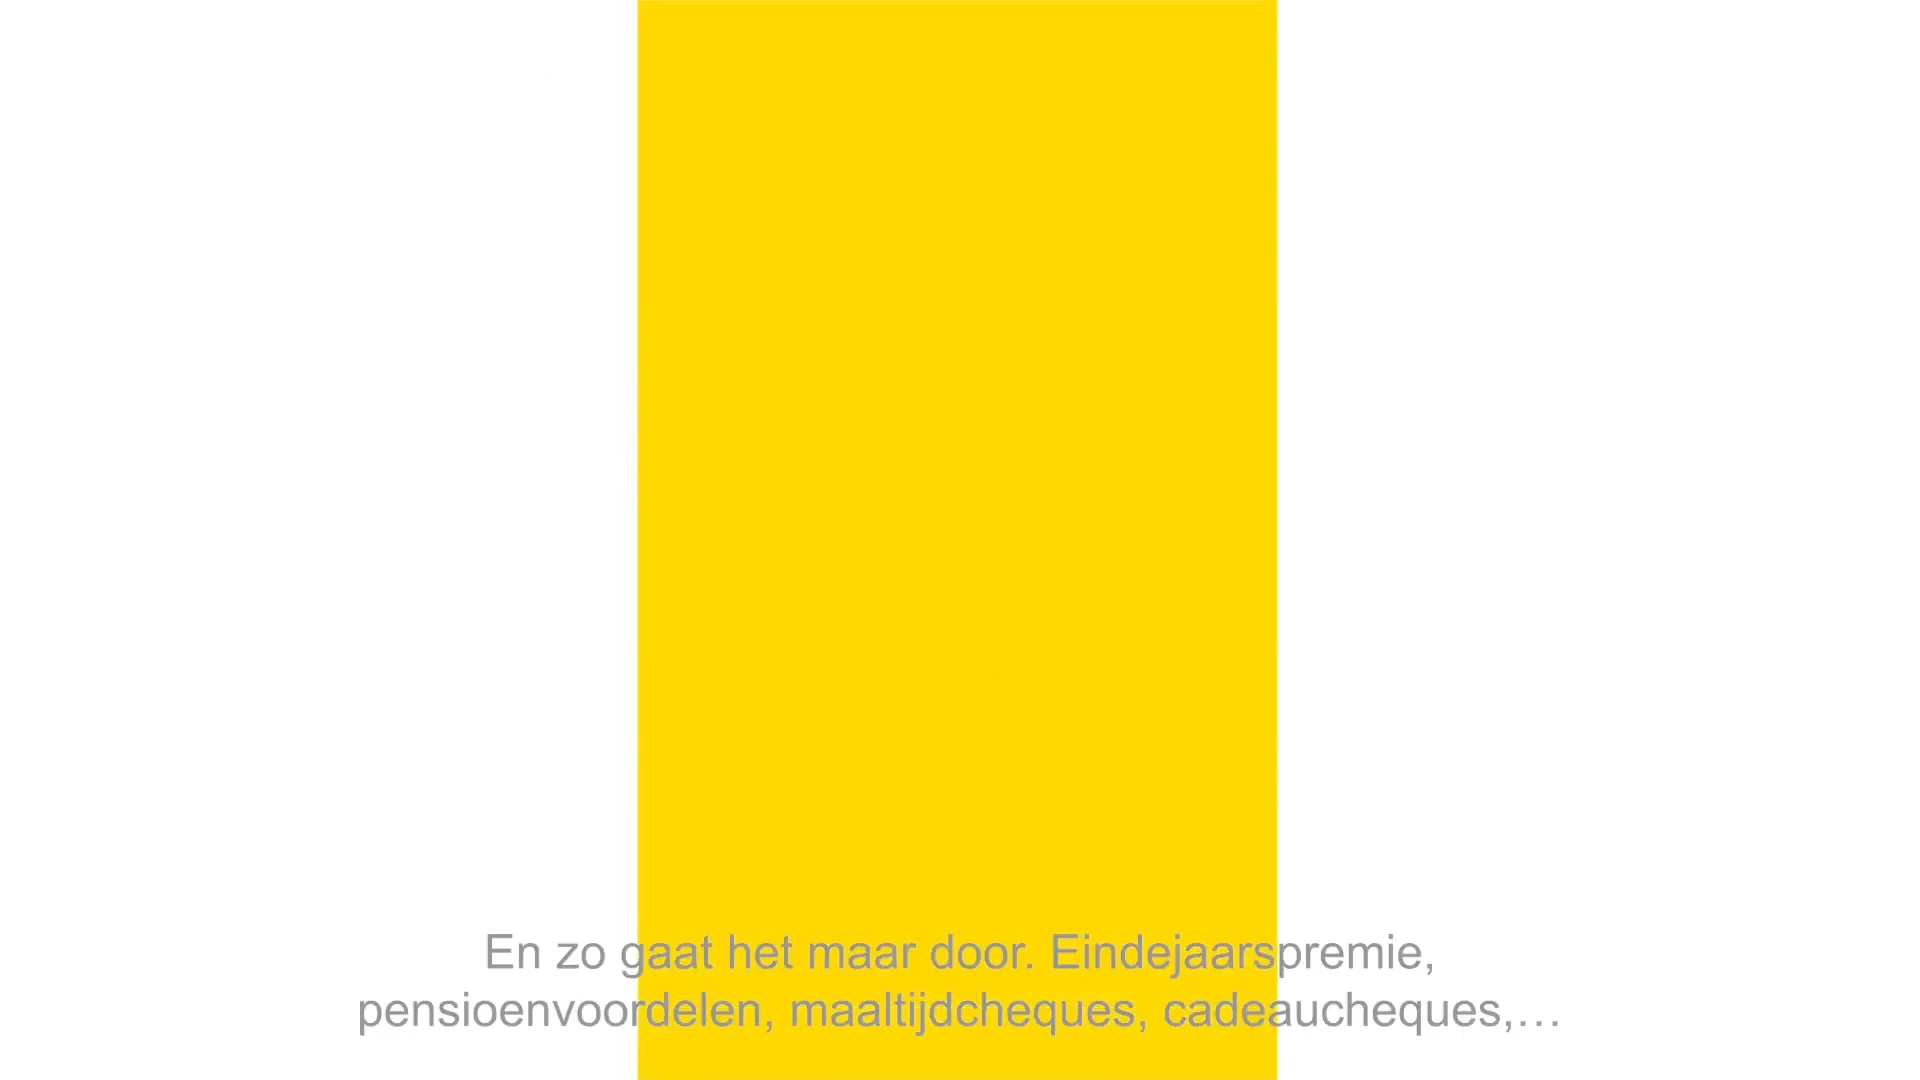 En zo gaat het maar door. Eindejaarspremie,
pensioenvoordelen, maaltijdcheques, cadeaucheques,…